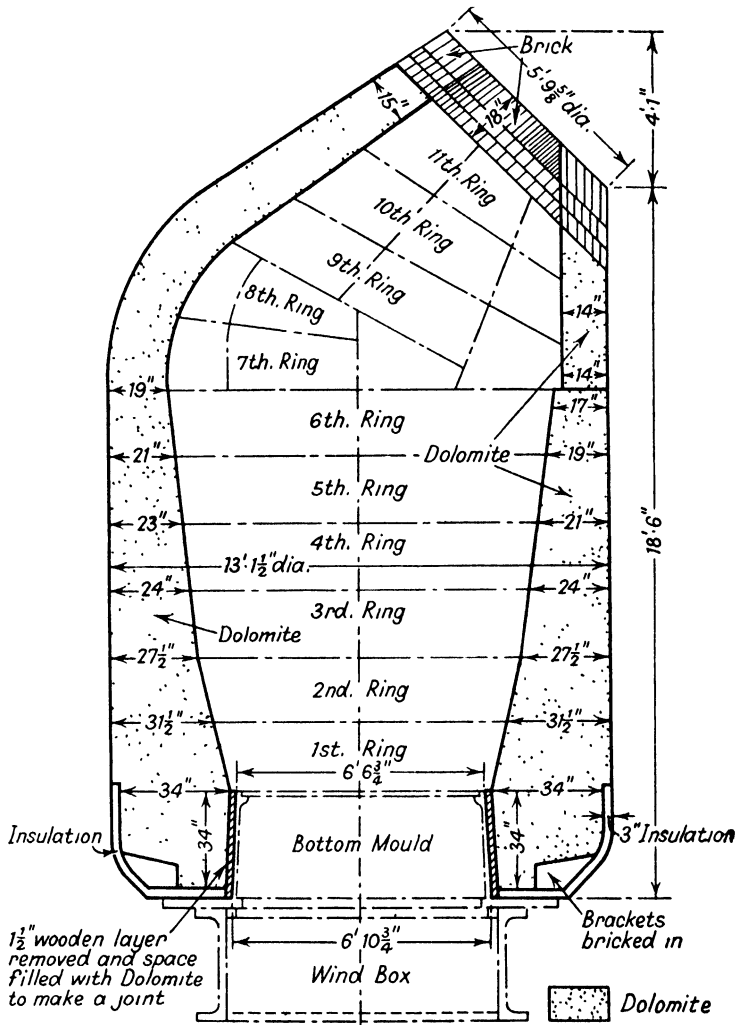 Brick
5'9⅝" dia.
4'1"
15"
18"
11th Ring
10th Ring
9th. Ring
8th. Ring
7th. Ring
14"
14"
19"
17"
6th. Ring
21"
Dolomite
19"
5th. Ring
23"
21"
4th. Ring
18'6"
13'·1½" dia.
24"
24"
3rd. Ring
Dolomite
27½"
27½"
2nd. Ring
31½"
31½"
1st. Ring
6' 6¾"
34"
34"
Insulation
34"
Bottom Mould
34"
3" Insulation
1½" wooden layer
removed and space
filled with Dolomite
to make a joint
6' 10¾"
Wind Box
Brackets
bricked in
Dolomite